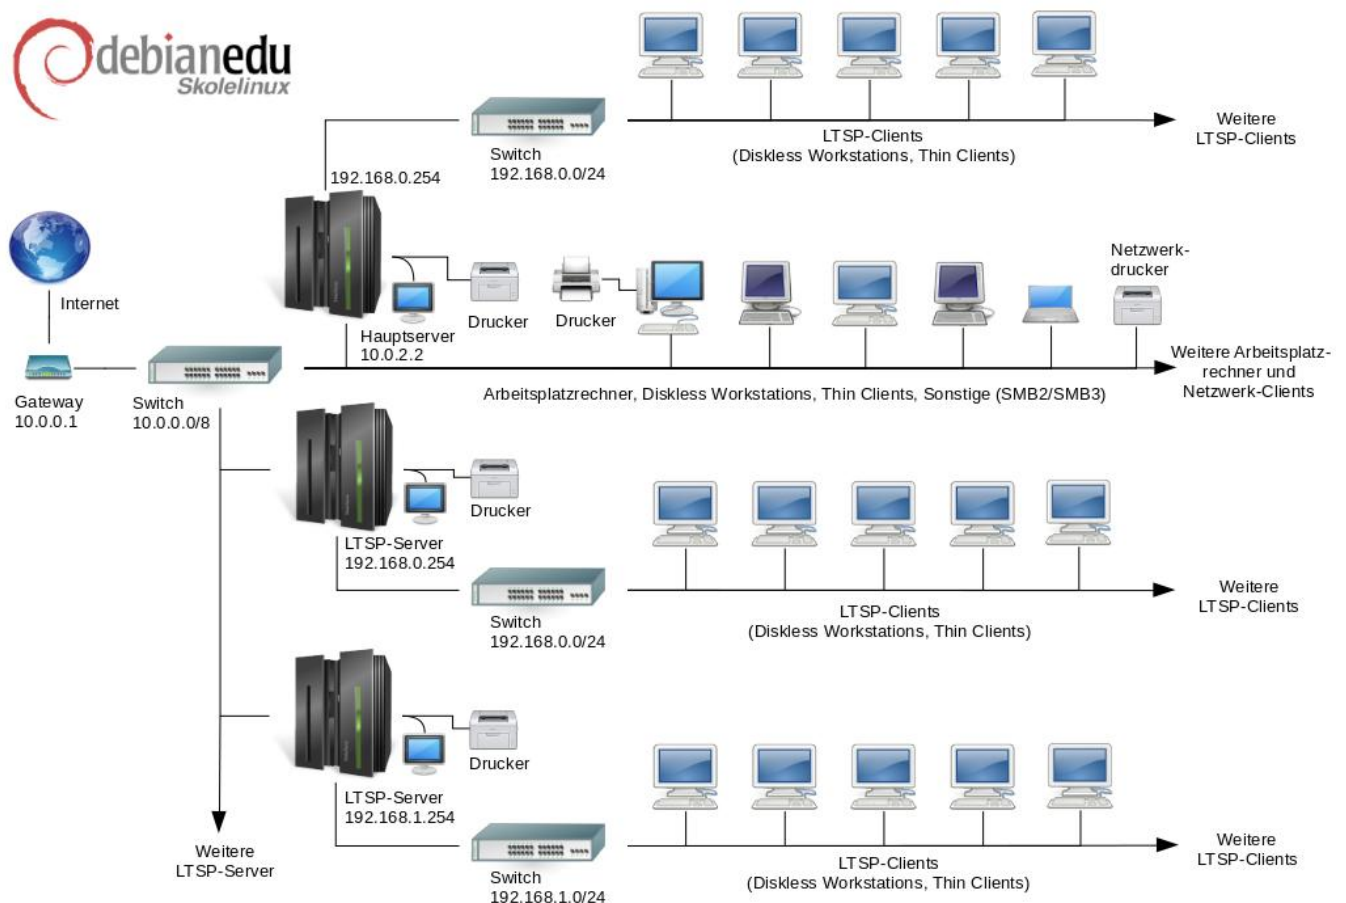 debianedu
Skolelinux
LTSP-Clients
(Diskless Workstations, Thin Clients)
Weitere
LTSP-Clients
Switch
192.168.0.0/24
192.168.0.254
Internet
Hauptserver
10.0.2.2
Drucker
Drucker
Netzwerk-
drucker
Gateway
10.0.0.1
Switch
10.0.0.0/8
Arbeitsplatzrechner, Diskless Workstations, Thin Clients, Sonstige (SMB2/SMB3)
Weitere Arbeitsplatz-
rechner und
Netzwerk-Clients
Drucker
LTSP-Server
192.168.0.254
Switch
192.168.0.0/24
LTSP-Clients
(Diskless Workstations, Thin Clients)
Weitere
LTSP-Clients
Drucker
LTSP-Server
192.168.1.254
Switch
192.168.1.0/24
LTSP-Clients
(Diskless Workstations, Thin Clients)
Weitere
LTSP-Clients
Weitere
LTSP-Server